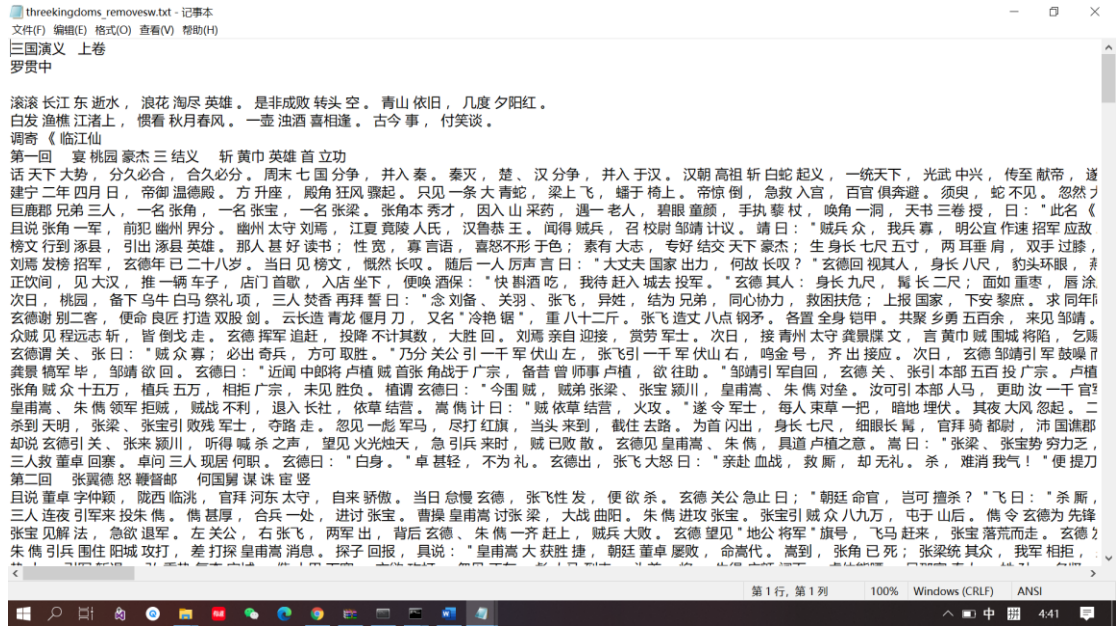 threekingdoms_removesw.txt - 记事本
文件(F) 编辑(E) 格式(O) 查看(V) 帮助(H)
三国演义 上卷
罗贯中
滚滚 长江 东 逝水 ， 浪花 淘尽 英雄 。 是非成败 转头 空 。 青山 依旧 ， 几度 夕阳红 。
白发 渔樵 江渚上 ， 惯看 秋月春风 。 一壶 浊酒 喜相逢 。 古今 事 ， 付笑谈 。
调寄 《 临江仙
第一回 宴 桃园 豪杰 三 结义 斩 黄巾 英雄 首 立功
话 天下 大势 ， 分久必合 ， 合久必分 。 周末 七 国 分争 ， 并入 秦 。 秦灭 ， 楚 、 汉 分争 ， 并入 于汉 。 汉朝 高祖 斩 白蛇 起义 ， 一统天下 ， 光武 中兴 ， 传至 献帝 ， 遂
建宁 二年 四月 日 ， 帝御 温德殿 。 方 升座 ， 殿角 狂风 骤起 。 只见 一条 大 青蛇 ， 梁上 飞 ， 蟠于 椅上 。 帝惊 倒 ， 急救 入宫 ， 百官 俱奔避 。 须臾 ， 蛇 不见 。 忽然 大
巨鹿郡 兄弟 三人 ， 一名 张角 ， 一名 张宝 ， 一名 张梁 。 张角本 秀才 ， 因入 山 采药 ， 遇一 老人 ， 碧眼 童颜 ， 手执 藜 杖 ， 唤角 一洞 ， 天书 三卷 授 ， 曰 ： " 此名 《
且说 张角 一军 ， 前犯 幽州 界分 。 幽州 太守 刘焉 ， 江夏 竟陵 人氏 ， 汉鲁恭 王 。 闻得 贼兵 ， 召 校尉 邹靖 计议 。 靖 曰 ： " 贼兵 众 ， 我兵 寡 ， 明公宜 作速 招军 应敌
榜文 行到 涿县 ， 引出 涿县 英雄 。 那人 甚 好 读书 ； 性 宽 ， 寡 言语 ， 喜怒不形 于色 ； 素有 大志 ， 专好 结交 天下 豪杰 ； 生 身长 七尺 五寸 ， 两 耳垂 肩 ， 双手 过膝 ，
刘焉 发榜 招军 ， 玄德年 已 二十八岁 。 当日 见 榜文 ， 慨然 长叹 。 随后 一人 厉声 言 曰 ： " 大丈夫 国家 出力 ， 何故 长叹 ？ " 玄德回 视其人 ， 身长 八尺 ， 豹头环眼 ，
正饮间 ， 见 大汉 ， 推 一辆 车子 ， 店门 首歇 ， 入店 坐下 ， 便唤 酒保 ： " 快 斟酒 吃 ， 我待 赶入 城去 投军 。 " 玄德 其人 ： 身长 九尺 ， 髯 长 二尺 ； 面如 重枣 ， 唇 涂
次日 ， 桃园 ， 备下 乌牛 白马 祭礼 项 ， 三人 焚香 再拜 誓 曰 ： " 念 刘备 、 关羽 、 张飞 ， 异姓 ， 结为 兄弟 ， 同心协力 ， 救困扶危 ； 上报 国家 ， 下安 黎庶 。 求 同年同
玄德谢 别二客 ， 便命 良匠 打造 双股 剑 。 云长造 青龙 偃月 刀 ， 又名 " 冷艳 锯 " ， 重 八十二斤 。 张飞 造丈 八点 钢矛 。 各置 全身 铠甲 。 共聚 乡勇 五百余 ， 来见 邹靖 。
众贼 见 程远志 斩 ， 皆 倒戈 走 。 玄德 挥军 追赶 ， 投降 不计其数 ， 大胜 回 。 刘焉 亲自 迎接 ， 赏劳 军士 。 次日 ， 接 青州 太守 龚景牒 文 ， 言 黄巾 贼 围城 将陷 ， 乞赐
玄德谓 关 、 张 曰 ： " 贼 众 寡 ； 必出 奇兵 ， 方可 取胜 。 " 乃分 关公 引 一千 军 伏山 左 ， 张飞引 一千 军 伏山 右 ， 鸣金 号 ， 齐 出 接应 。 次日 ， 玄德 邹靖 引 军 鼓噪 而
龚景 犒军 毕 ， 邹靖 欲 回 。 玄德曰 ： " 近闻 中郎将 卢植 贼 首张 角战 于 广宗 ， 备昔 曾 师事 卢植 ， 欲 往助 。 " 邹靖引 军自回 ， 玄德 关 、 张引 本部 五百 投 广宗 。 卢植
张角 贼 众 十五万 ， 植兵 五万 ， 相拒 广宗 ， 未见 胜负 。 植谓 玄德曰 ： " 今围 贼 ， 贼弟 张梁 、 张宝 颍川 ， 皇甫嵩 、 朱 儁 对垒 。 汝可引 本部 人马 ， 更助 汝 一千 官军
皇甫嵩 、 朱 儁 领军 拒贼 ， 贼战 不利 ， 退入 长社 ， 依草 结营 。 嵩 儁 计 曰 ： " 贼 依草 结营 ， 火攻 。 " 遂 令 军士 ， 每人 束草 一把 ， 暗地 埋伏 。 其夜 大风 忽起 。 二
杀到 天明 ， 张梁 、 张宝引 败残 军士 ， 夺路 走 。 忽见 一彪 军马 ， 尽打 红旗 ， 当头 来到 ， 截住 去路 。 为首 闪出 ， 身长 七尺 ， 细眼长 髯 ， 官拜 骑 都尉 ， 沛 国谯郡
却说 玄德引 关 、 张来 颍川 ， 听得 喊 杀 之声 ， 望见 火光烛天 ， 急 引兵 来时 ， 贼 已败 散 。 玄德见 皇甫嵩 、 朱 儁 ， 具道 卢植之意 。 嵩曰 ： " 张梁 、 张宝势 穷力乏 ，
三人救 董卓 回寨 。 卓问 三人 现居 何职 。 玄德曰 ： " 白身 。 " 卓 甚轻 ， 不为 礼 。 玄德出 ， 张飞 大怒 曰 ： " 亲赴 血战 ， 救 厮 ， 却 无礼 。 杀 ， 难消 我气 ！ " 便 提刀
第二回 张翼德 怒 鞭督邮 何国舅 谋 诛 宦 竖
且说 董卓 字仲颖 ， 陇西 临洮 ， 官拜 河东 太守 ， 自来 骄傲 。 当日 怠慢 玄德 ， 张飞性 发 ， 便 欲 杀 。 玄德 关公 急止 曰 ； " 朝廷 命官 ， 岂可 擅杀 ？ " 飞 曰 ： " 杀 厮 ，
三人 连夜 引军来 投朱 儁 。 儁 甚厚 ， 合兵 一处 ， 进讨 张宝 。 曹操 皇甫嵩 讨张 梁 ， 大战 曲阳 。 朱 儁 进攻 张宝 。 张宝引 贼 众 八九万 ， 屯于 山后 。 儁 令 玄德为 先锋
张宝 见解 法 ， 急欲 退军 。 左 关公 ， 右 张飞 ， 两军 出 ， 背后 玄德 、 朱 儁 一齐 赶上 ， 贼兵 大败 。 玄德 望见 " 地公 将军 " 旗号 ， 飞马 赶来 ， 张宝 落荒而走 。 玄德
朱 儁 引兵 围住 阳城 攻打 ， 差 打探 皇甫嵩 消息 。 探子 回报 ， 具说 ： " 皇甫嵩 大 获胜 捷 ， 朝廷 董卓 屡败 ， 命嵩代 。 嵩到 ， 张角 已 死 ； 张梁统 其众 ， 我军 相拒 ，
第 1 行，第 1 列 100% Windows (CRLF) ANSI
中 拼 4:41